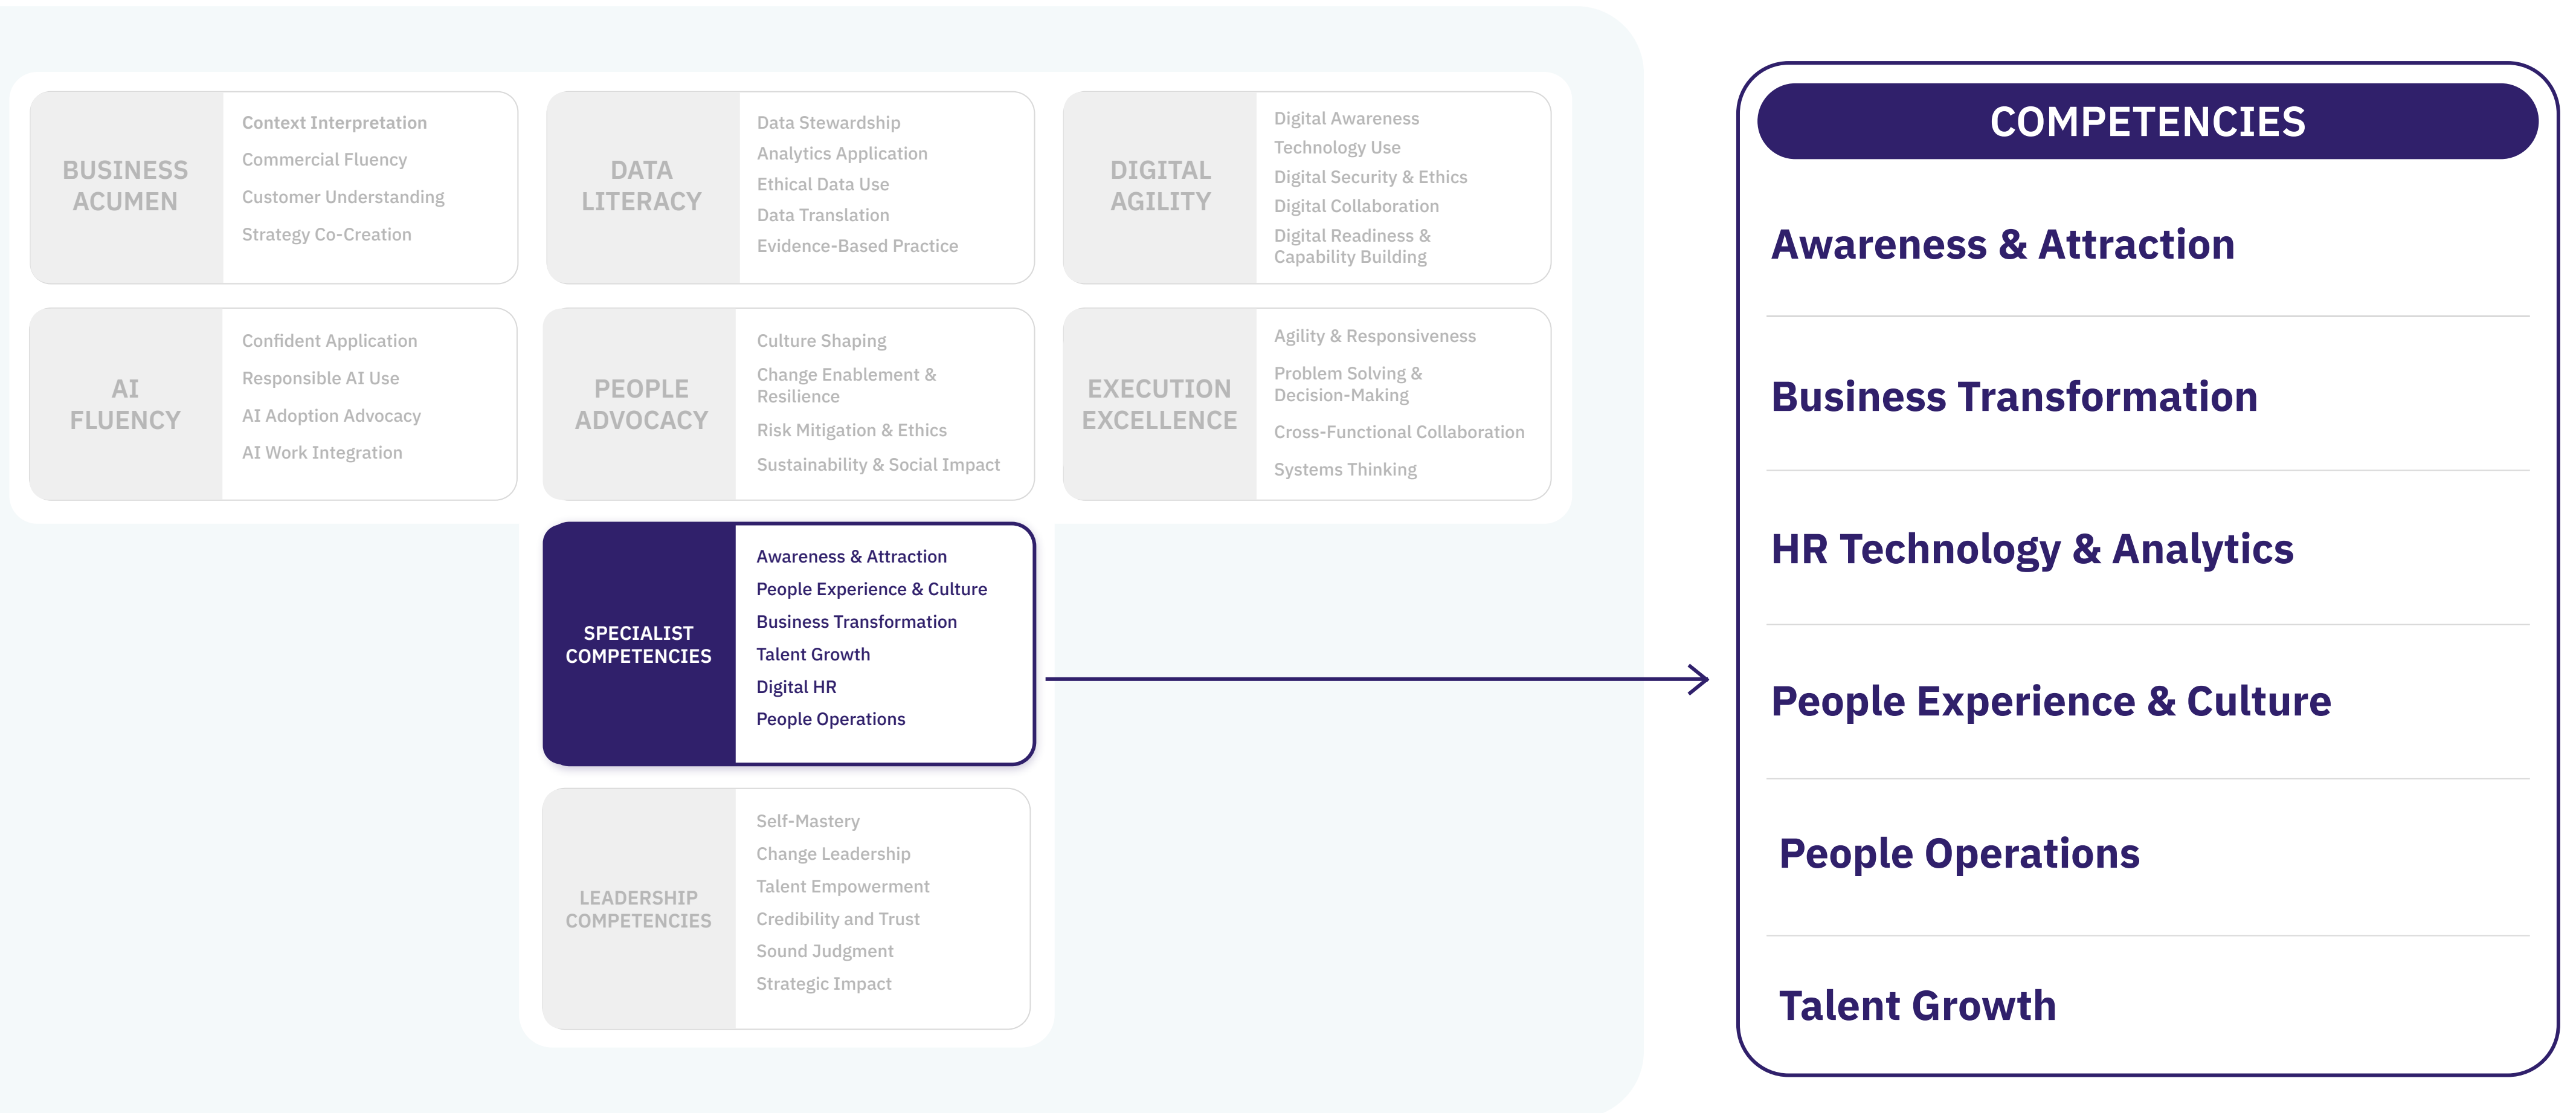 BUSINESS
ACUMEN
Context Interpretation
Commercial Fluency
Customer Understanding
Strategy Co-Creation
DATA
LITERACY
Data Stewardship
Analytics Application
Ethical Data Use
Data Translation
Evidence-Based Practice
DIGITAL
AGILITY
Digital Awareness
Technology Use
Digital Security & Ethics
Digital Collaboration
Digital Readiness &
Capability Building
AI
FLUENCY
Confident Application
Responsible AI Use
AI Adoption Advocacy
AI Work Integration
PEOPLE
ADVOCACY
Culture Shaping
Change Enablement &
Resilience
Risk Mitigation & Ethics
Sustainability & Social Impact
EXECUTION
EXCELLENCE
Agility & Responsiveness
Problem Solving &
Decision-Making
Cross-Functional Collaboration
Systems Thinking
SPECIALIST
COMPETENCIES
Awareness & Attraction
People Experience & Culture
Business Transformation
Talent Growth
Digital HR
People Operations
LEADERSHIP
COMPETENCIES
Self-Mastery
Change Leadership
Talent Empowerment
Credibility and Trust
Sound Judgment
Strategic Impact
COMPETENCIES
Awareness & Attraction
Business Transformation
HR Technology & Analytics
People Experience & Culture
People Operations
Talent Growth